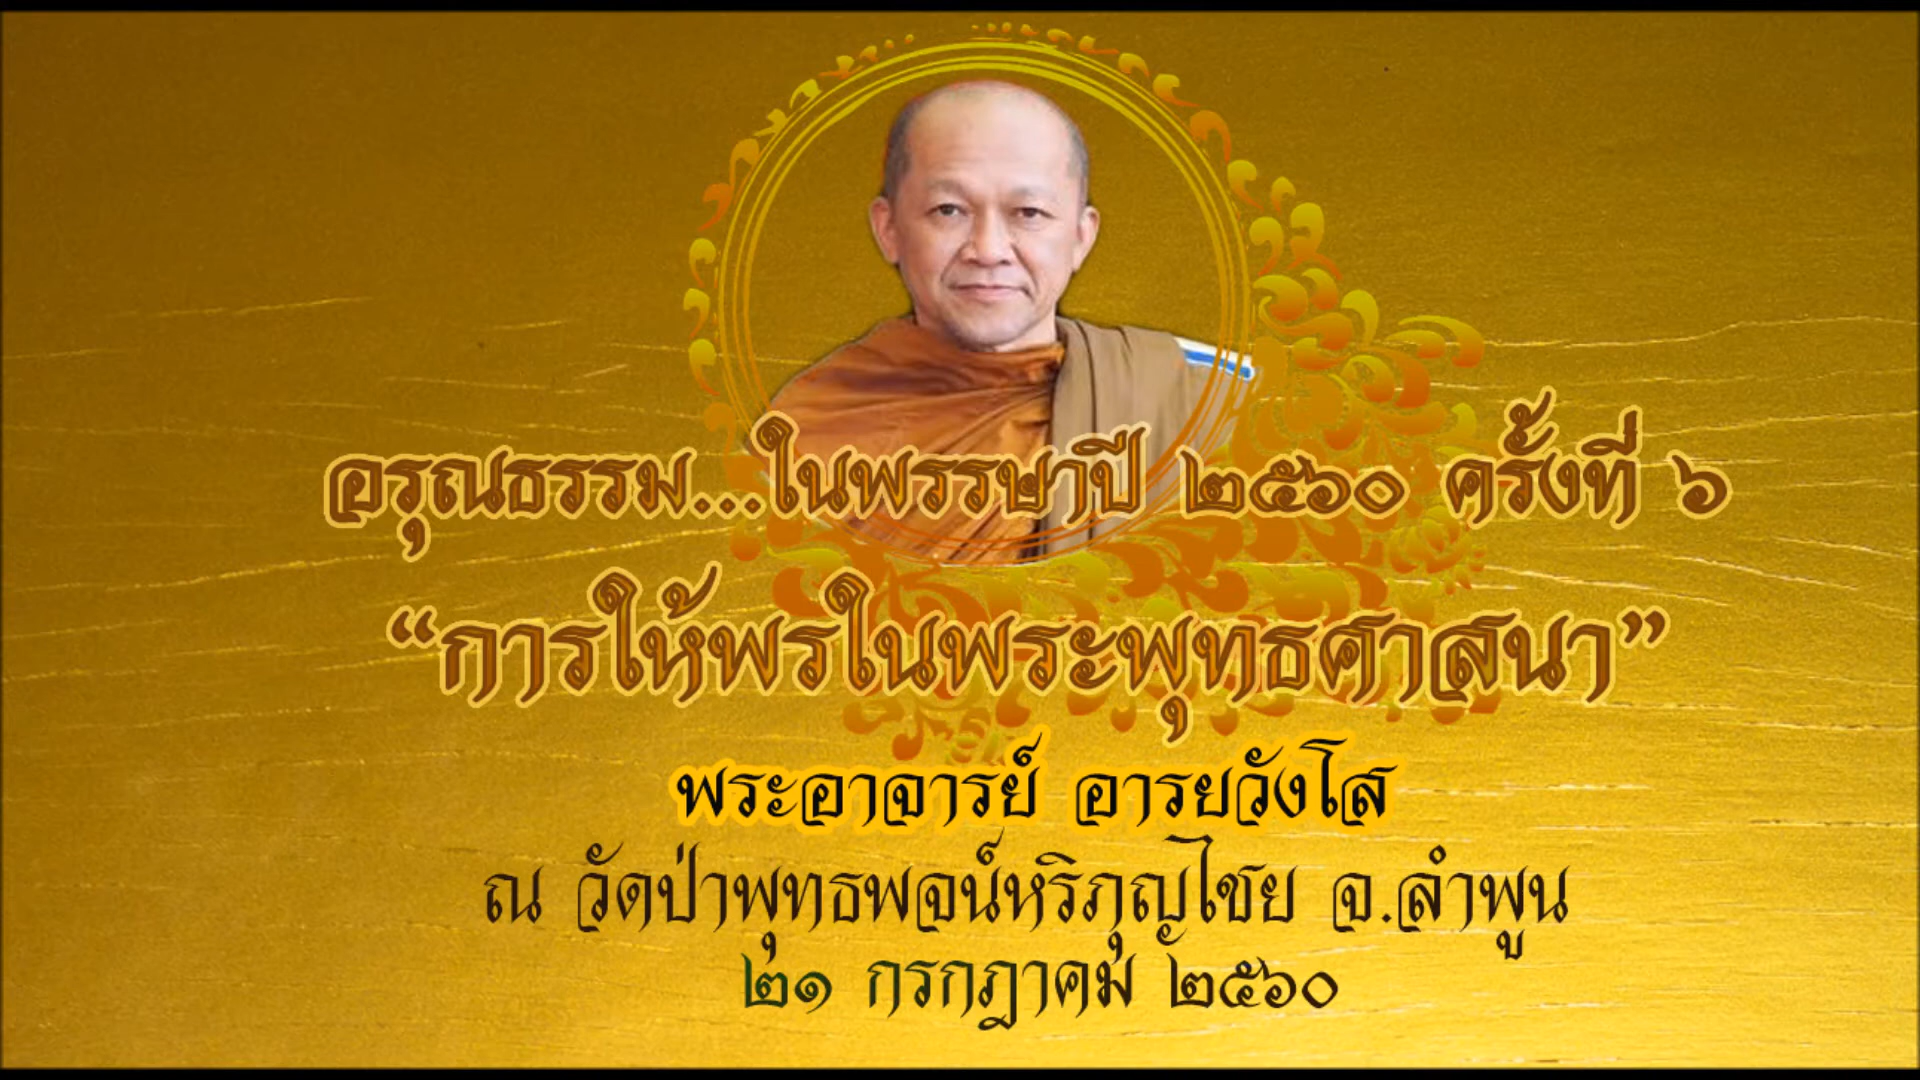 อรุณธรรม...ในพรรษาปี ๒๕๖๐ ครั้งที่ ๖
“การให้พรในพระพุทธศาสนา”
พระอาจารย์ อารยวังโส
ณ วัดป่าพุทธพจน์หริภุญไชย จ.ลำพูน
๒๑ กรกฎาคม ๒๕๖๐